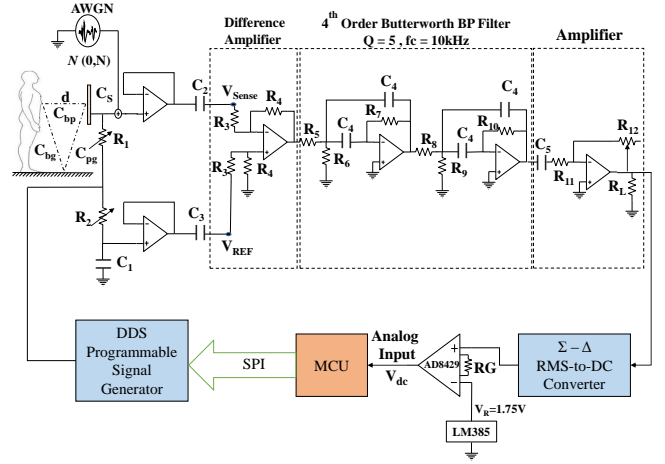 AWGN
N (0,N)
Difference
Amplifier
4th Order Butterworth BP Filter
Q = 5 , fc = 10kHz
Amplifier
d
Cbp
Cbg
CS
Cpg
R1
R2
C1
C2
C3
VSense
VREF
R3
R4
R3
R4
R5
R6
C4
C4
R7
R8
R9
C4
C4
R10
C5
R11
R12
RL
DDS
Programmable
Signal
Generator
SPI
MCU
Analog
Input
Vdc
AD8429
+
−
RG
VR=1.75V
LM385
Σ – Δ
RMS-to-DC
Converter